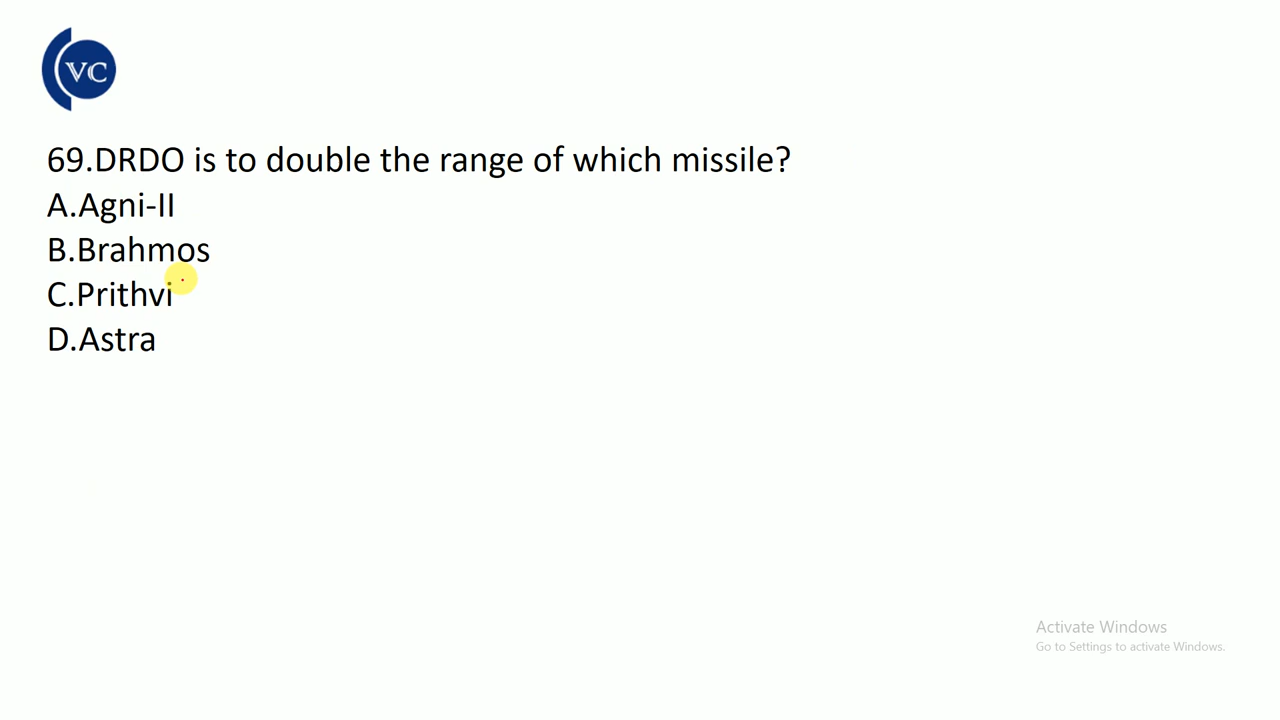 VC
69.DRDO is to double the range of which missile?
A.Agni-II
B.Brahmos
C.Prithvi
D.Astra
Activate Windows
Go to Settings to activate Windows.